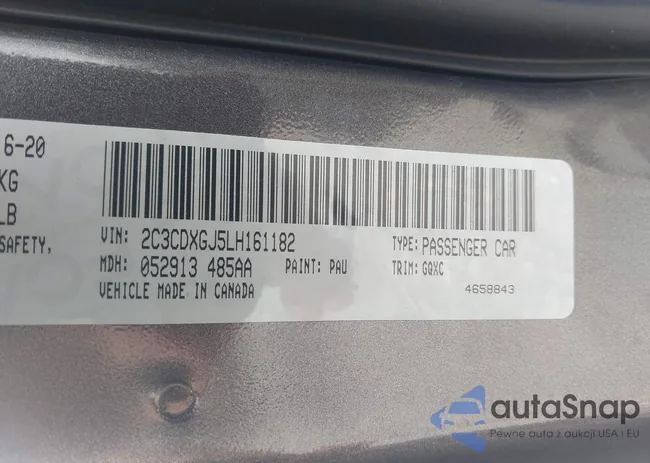 6-20
KG
LB
SAFETY,
VIN: 2C3CDXGJ5LH161182 TYPE: PASSENGER CAR
MDH: 052913 485AA PAINT: PAU TRIM: GQXC
VEHICLE MADE IN CANADA 4658843
autaSnap
Pewne auta z aukcji USA i EU